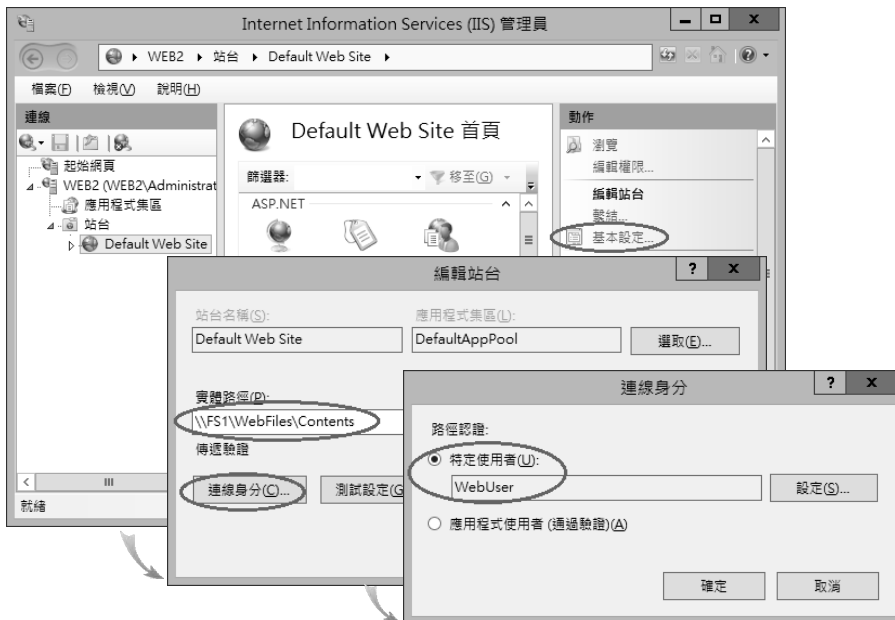 Internet Information Services (IIS) 管理員
WEB2 站台 Default Web Site
檔案(F) 檢視(V) 說明(H)
連線
起始網頁
WEB2 (WEB2\Administrat
應用程式集區
站台
Default Web Site
就緒
Default Web Site 首頁
篩選器: 移至(G)
ASP.NET
動作
瀏覽
編輯權限...
編輯站台
繫結...
基本設定...
編輯站台
站台名稱(S): 應用程式集區(L):
Default Web Site DefaultAppPool 選取(E)...
實體路徑(P):
\\FS1\WebFiles\Contents
傳遞驗證
連線身分(C)... 測試設定(G
連線身分
路徑認證:
特定使用者(U):
WebUser 設定(S)...
應用程式使用者 (通過驗證)(A)
確定 取消